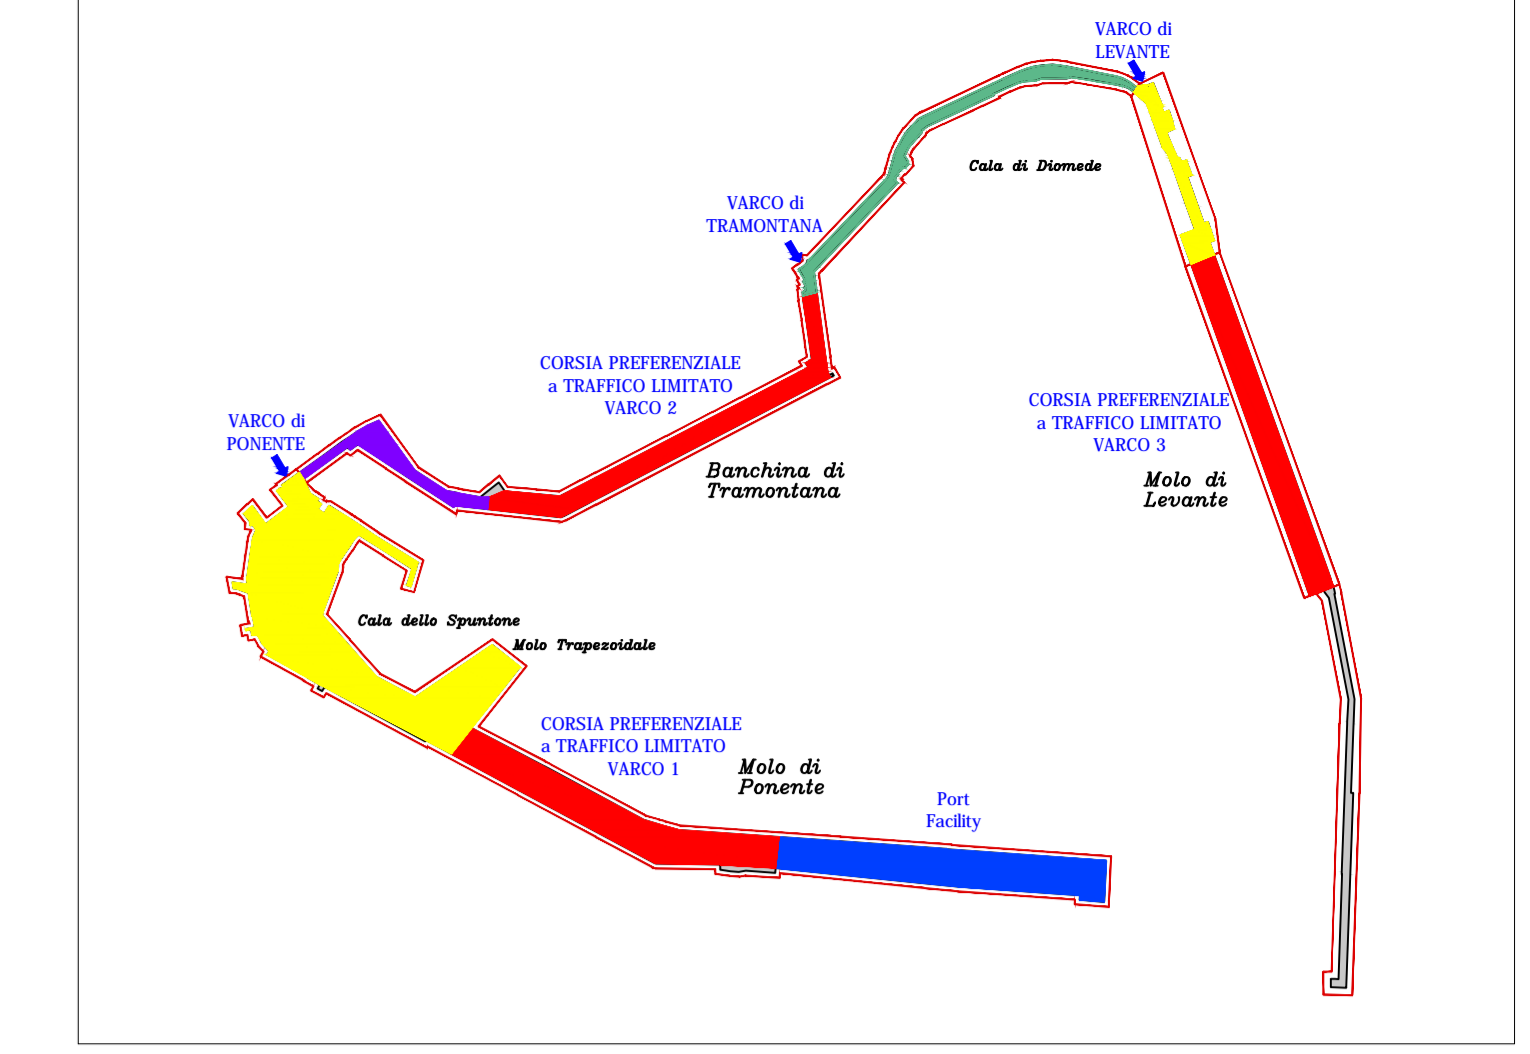 VARCO di
LEVANTE
Cala di Diomede
VARCO di
TRAMONTANA
CORSIA PREFERENZIALE
a TRAFFICO LIMITATO
VARCO 2
CORSIA PREFERENZIALE
a TRAFFICO LIMITATO
VARCO 3
VARCO di
PONENTE
Banchina di
Tramontana
Molo di
Levante
Cala dello Spuntone
Molo Trapezoidale
CORSIA PREFERENZIALE
a TRAFFICO LIMITATO
VARCO 1
Molo di
Ponente
Port
Facility